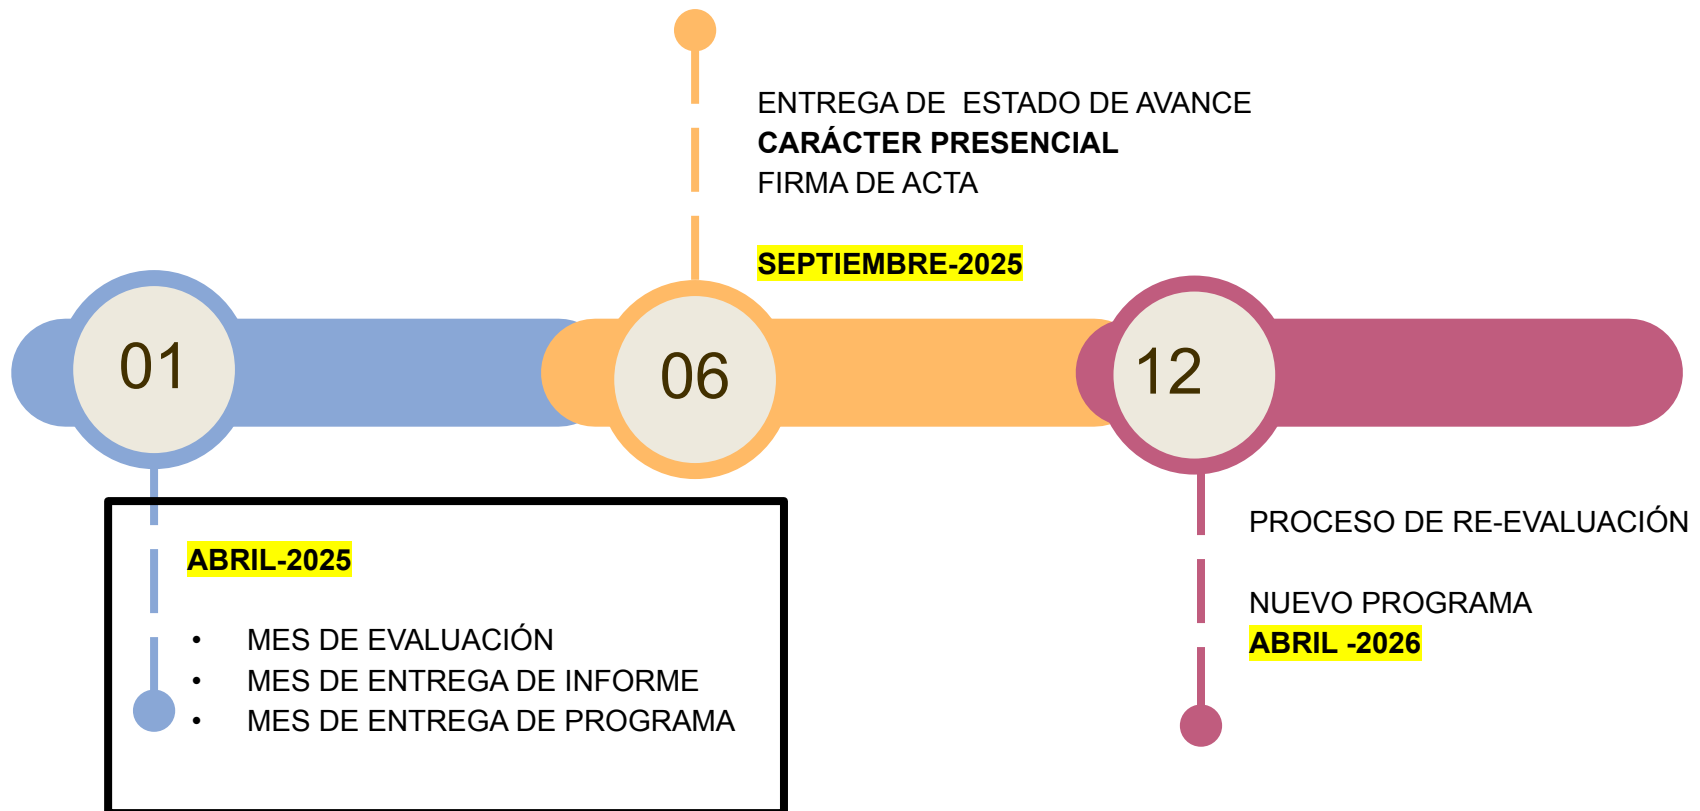 ENTREGA DE  ESTADO DE AVANCE
CARÁCTER PRESENCIAL
FIRMA DE ACTA
SEPTIEMBRE-2025
01
06
12
ABRIL-2025
• MES DE EVALUACIÓN
• MES DE ENTREGA DE INFORME
• MES DE ENTREGA DE PROGRAMA
PROCESO DE RE-EVALUACIÓN
NUEVO PROGRAMA
ABRIL -2026